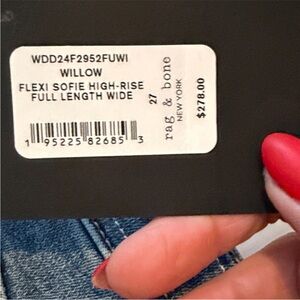 WDD24F2952FUWI
WILLOW
FLEXI SOFIE HIGH-RISE
FULL LENGTH WIDE
1 95225 82685 3
27
rag & bone
NEW YORK
$278.00